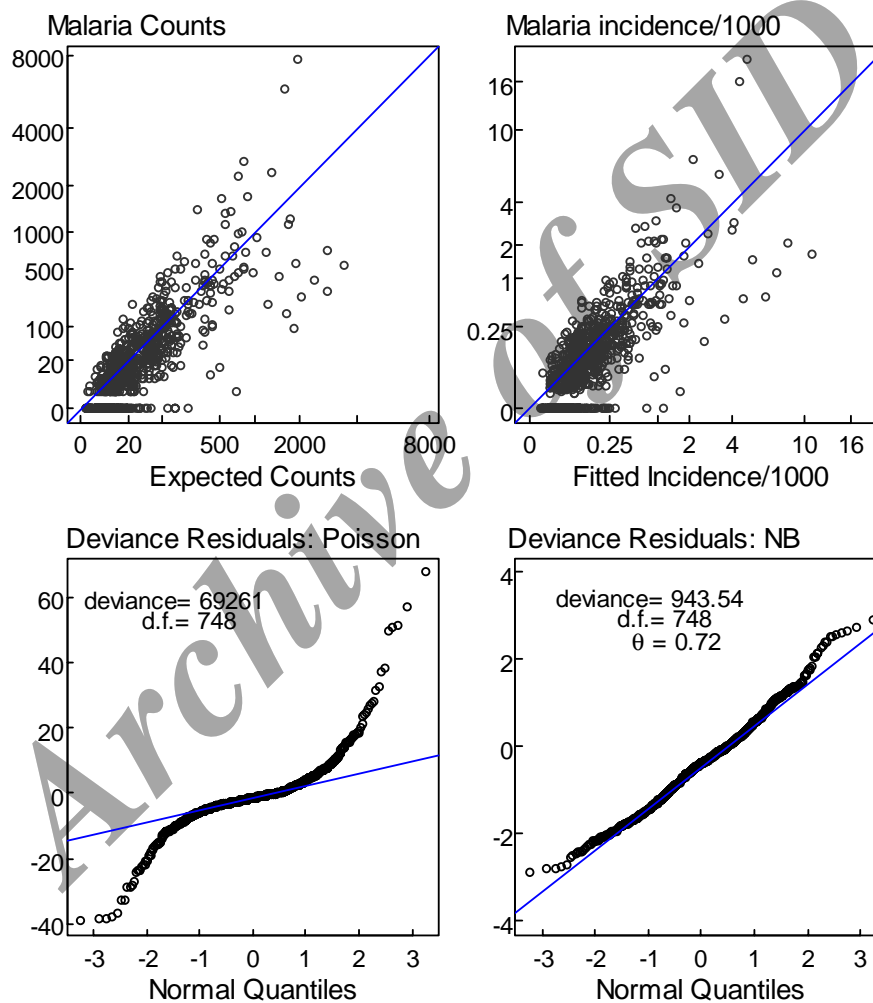 Malaria Counts
8000
4000
2000
1000
500
100
20
0
0 20 500 2000 8000
Expected Counts
Malaria incidence/1000
16
10
4
2
1
0.25
0
0 0.25 2 4 10 16
Fitted Incidence/1000
Deviance Residuals: Poisson
deviance= 69261
d.f.= 748
60
40
20
0
-20
-40
-3 -2 -1 0 1 2 3
Normal Quantiles
Deviance Residuals: NB
deviance= 943.54
d.f.= 748
θ = 0.72
4
2
0
-2
-4
-3 -2 -1 0 1 2 3
Normal Quantiles
Archive of SID